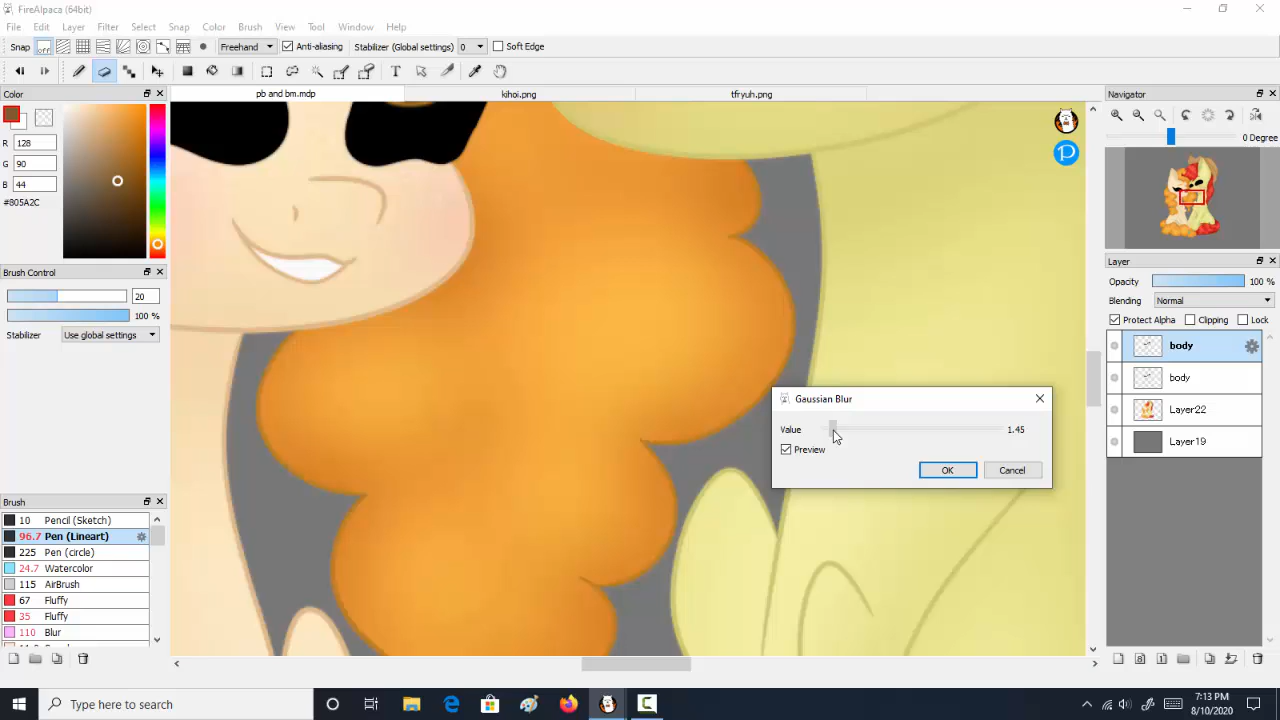 FireAlpaca (64bit)
File Edit Layer Filter Select Snap Color Brush View Tool Window Help
Snap Freehand Anti-aliasing Stabilizer (Global settings) 0 Soft Edge
pb and bm.mdp kihoi.png tfryuh.png
Color
R 128
G 90
B 44
#805A2C
Brush Control
20
100 %
Stabilizer Use global settings
Brush
10 Pencil (Sketch)
96.7 Pen (Lineart)
225 Pen (circle)
24.7 Watercolor
115 AirBrush
67 Fluffy
35 Fluffy
110 Blur
Gaussian Blur
Value 1.45
Preview
OK Cancel
Navigator
0 Degree
Layer
Opacity 100 %
Blending Normal
Protect Alpha Clipping Lock
body
body
Layer22
Layer19
Type here to search
7:13 PM
8/10/2020